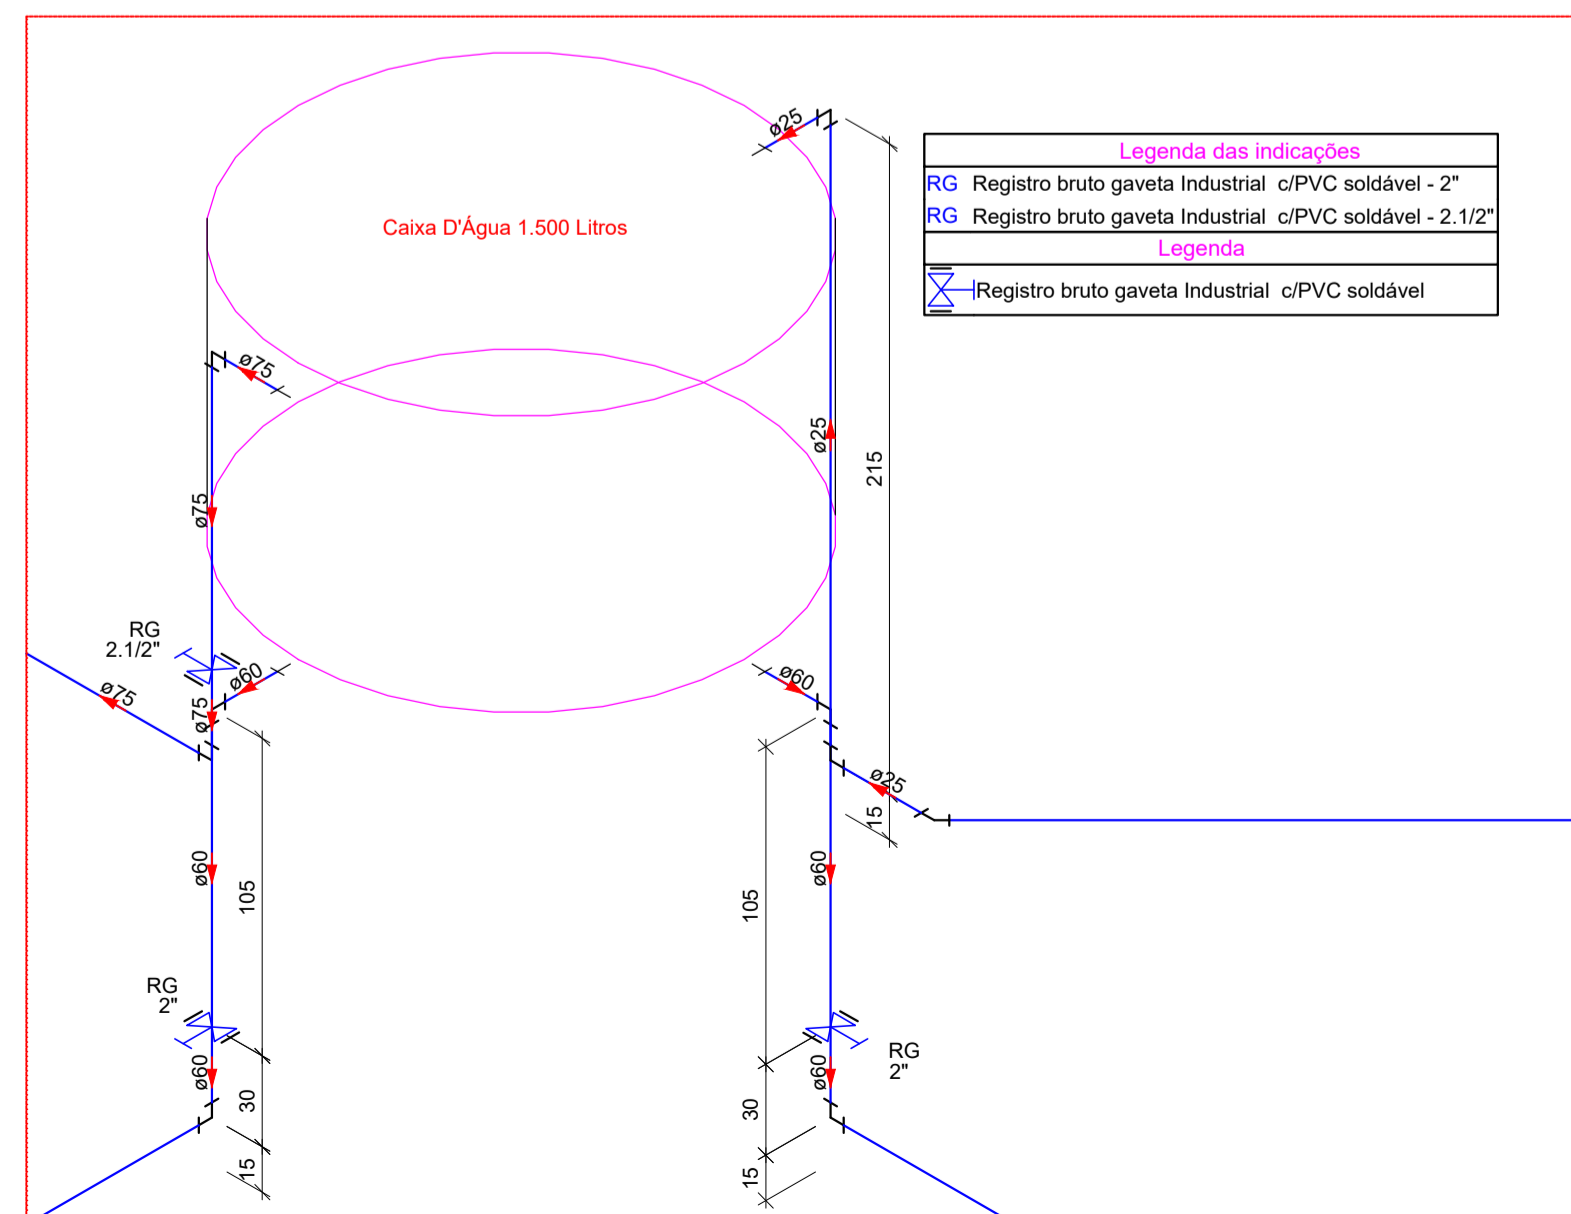 ø25
Legenda das indicações
RG Registro bruto gaveta Industrial c/PVC soldável - 2"
RG Registro bruto gaveta Industrial c/PVC soldável - 2.1/2"
Legenda
Registro bruto gaveta Industrial c/PVC soldável
Caixa D'Água 1.500 Litros
ø75
ø25
215
ø75
RG
2.1/2"
ø60
ø60
ø75
ø75
ø25
15
ø60
105
105
ø60
RG
2"
RG
2"
ø60
30
30
ø60
15
15